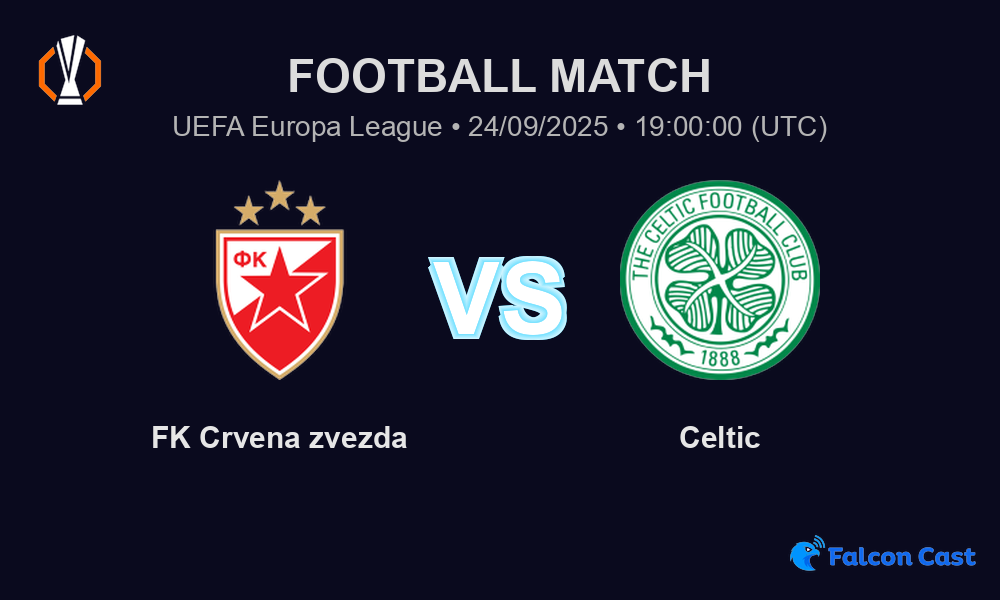 FOOTBALL MATCH
UEFA Europa League • 24/09/2025 • 19:00:00 (UTC)
ФК
VS
THE CELTIC FOOTBALL CLUB
1888
FK Crvena zvezda
Celtic
Falcon Cast